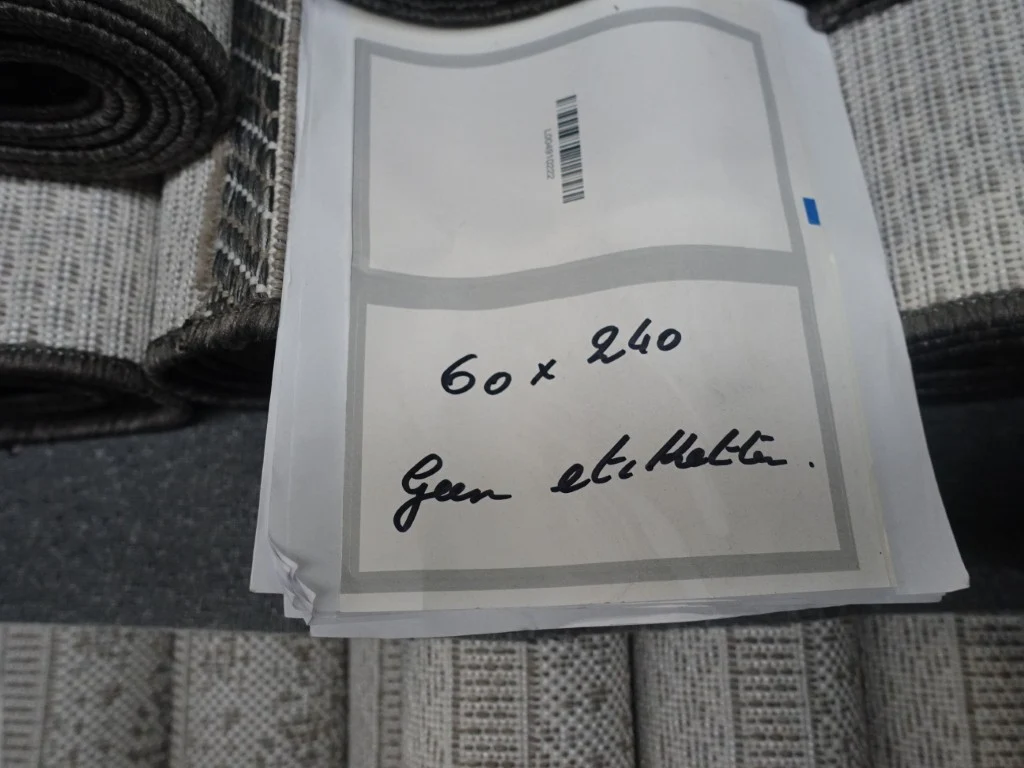 60 x 240
Geen etiketten.